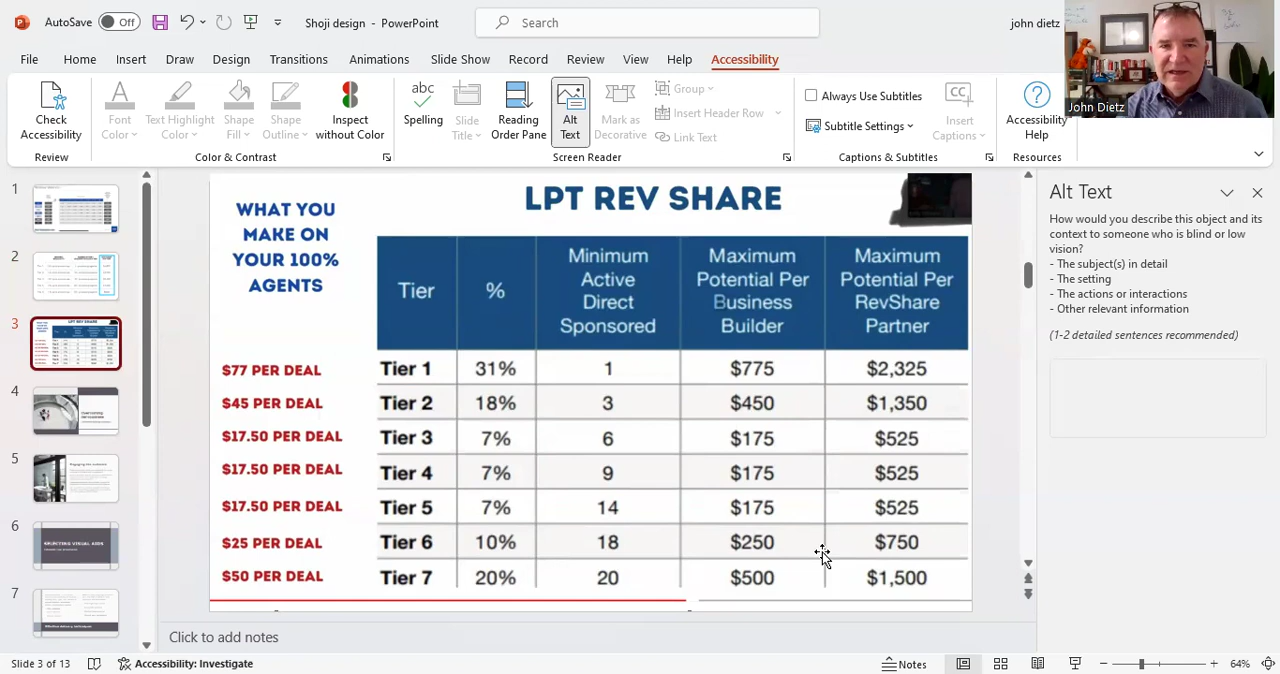 AutoSave Off Shoji design - PowerPoint Search john dietz
File Home Insert Draw Design Transitions Animations Slide Show Record Review View Help Accessibility
Check Accessibility
Font Color
Text Highlight Color
Shape Fill
Shape Outline
Inspect without Color
abc Spelling
Slide Title
Reading Order Pane
Alt Text
Mark as Decorative
Group
Insert Header Row
Link Text
Always Use Subtitles
Subtitle Settings
CC Insert Captions
Accessibility Help
John Dietz
Review Color & Contrast Screen Reader Captions & Subtitles Resources
1
2
3
4
5
6
7
WHAT YOU
MAKE ON
YOUR 100%
AGENTS
LPT REV SHARE
Tier
%
Minimum
Active
Direct
Sponsored
Maximum
Potential Per
Business
Builder
Maximum
Potential Per
RevShare
Partner
$77 PER DEAL Tier 1 31% 1 $775 $2,325
$45 PER DEAL Tier 2 18% 3 $450 $1,350
$17.50 PER DEAL Tier 3 7% 6 $175 $525
$17.50 PER DEAL Tier 4 7% 9 $175 $525
$17.50 PER DEAL Tier 5 7% 14 $175 $525
$25 PER DEAL Tier 6 10% 18 $250 $750
$50 PER DEAL Tier 7 20% 20 $500 $1,500
Alt Text
How would you describe this object and its
context to someone who is blind or low
vision?
- The subject(s) in detail
- The setting
- The actions or interactions
- Other relevant information
(1-2 detailed sentences recommended)
Click to add notes
Slide 3 of 13 Accessibility: Investigate Notes 64%